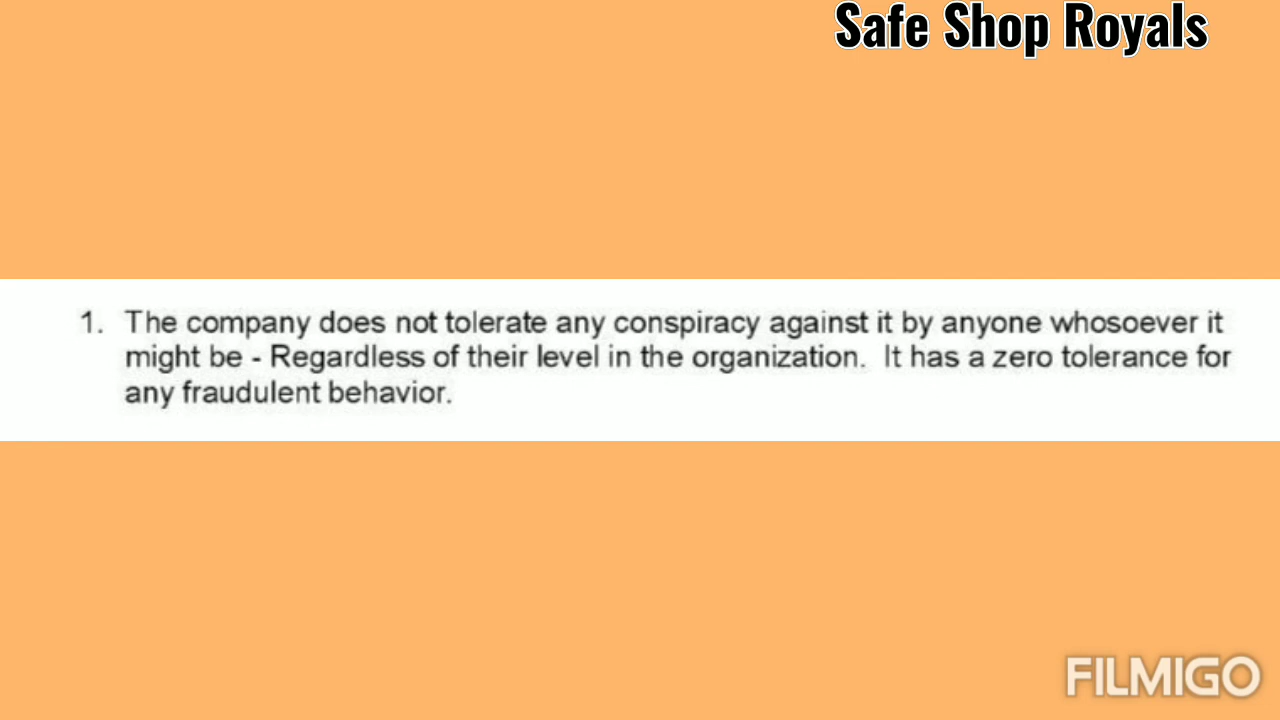 Safe Shop Royals
1. The company does not tolerate any conspiracy against it by anyone whosoever it
might be - Regardless of their level in the organization.  It has a zero tolerance for
any fraudulent behavior.
FILMIGO